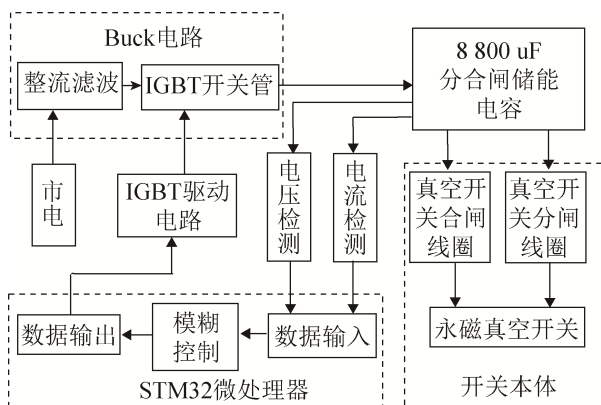 Buck电路
整流滤波
IGBT开关管
8 800 uF
分合闸储能
电容
市
电
IGBT驱动
电路
电
压
检
测
电
流
检
测
真空开
关合闸
线圈
真空开
关分闸
线圈
数据输出
模糊
控制
数据输入
STM32微处理器
永磁真空开关
开关本体